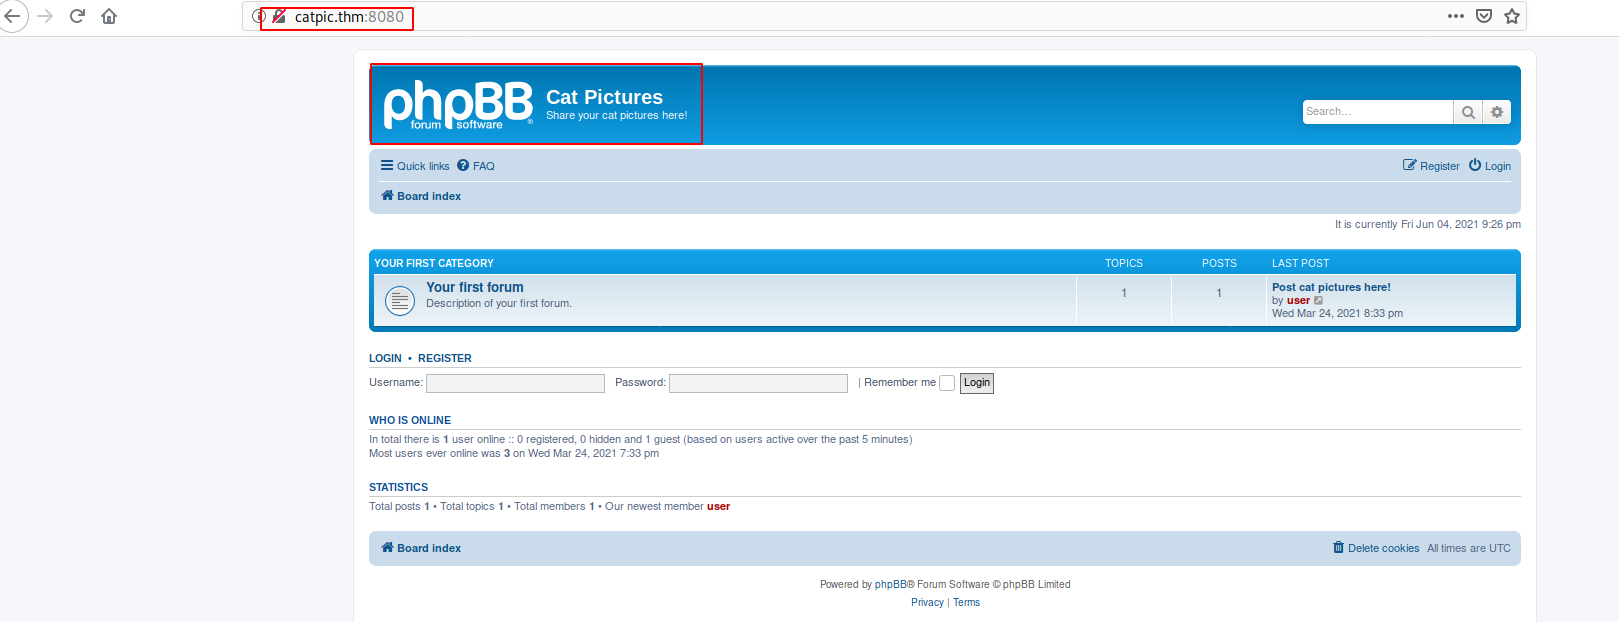 catpic.thm:8080
phpBB®
forum software
Cat Pictures
Share your cat pictures here!
Search…
Quick links FAQ Register Login
Board index
It is currently Fri Jun 04, 2021 9:26 pm
YOUR FIRST CATEGORY TOPICS POSTS LAST POST
Your first forum
Description of your first forum.
1 1
Post cat pictures here!
by user
Wed Mar 24, 2021 8:33 pm
LOGIN • REGISTER
Username: Password: | Remember me Login
WHO IS ONLINE
In total there is 1 user online :: 0 registered, 0 hidden and 1 guest (based on users active over the past 5 minutes)
Most users ever online was 3 on Wed Mar 24, 2021 7:33 pm
STATISTICS
Total posts 1 • Total topics 1 • Total members 1 • Our newest member user
Board index Delete cookies All times are UTC
Powered by phpBB® Forum Software © phpBB Limited
Privacy | Terms